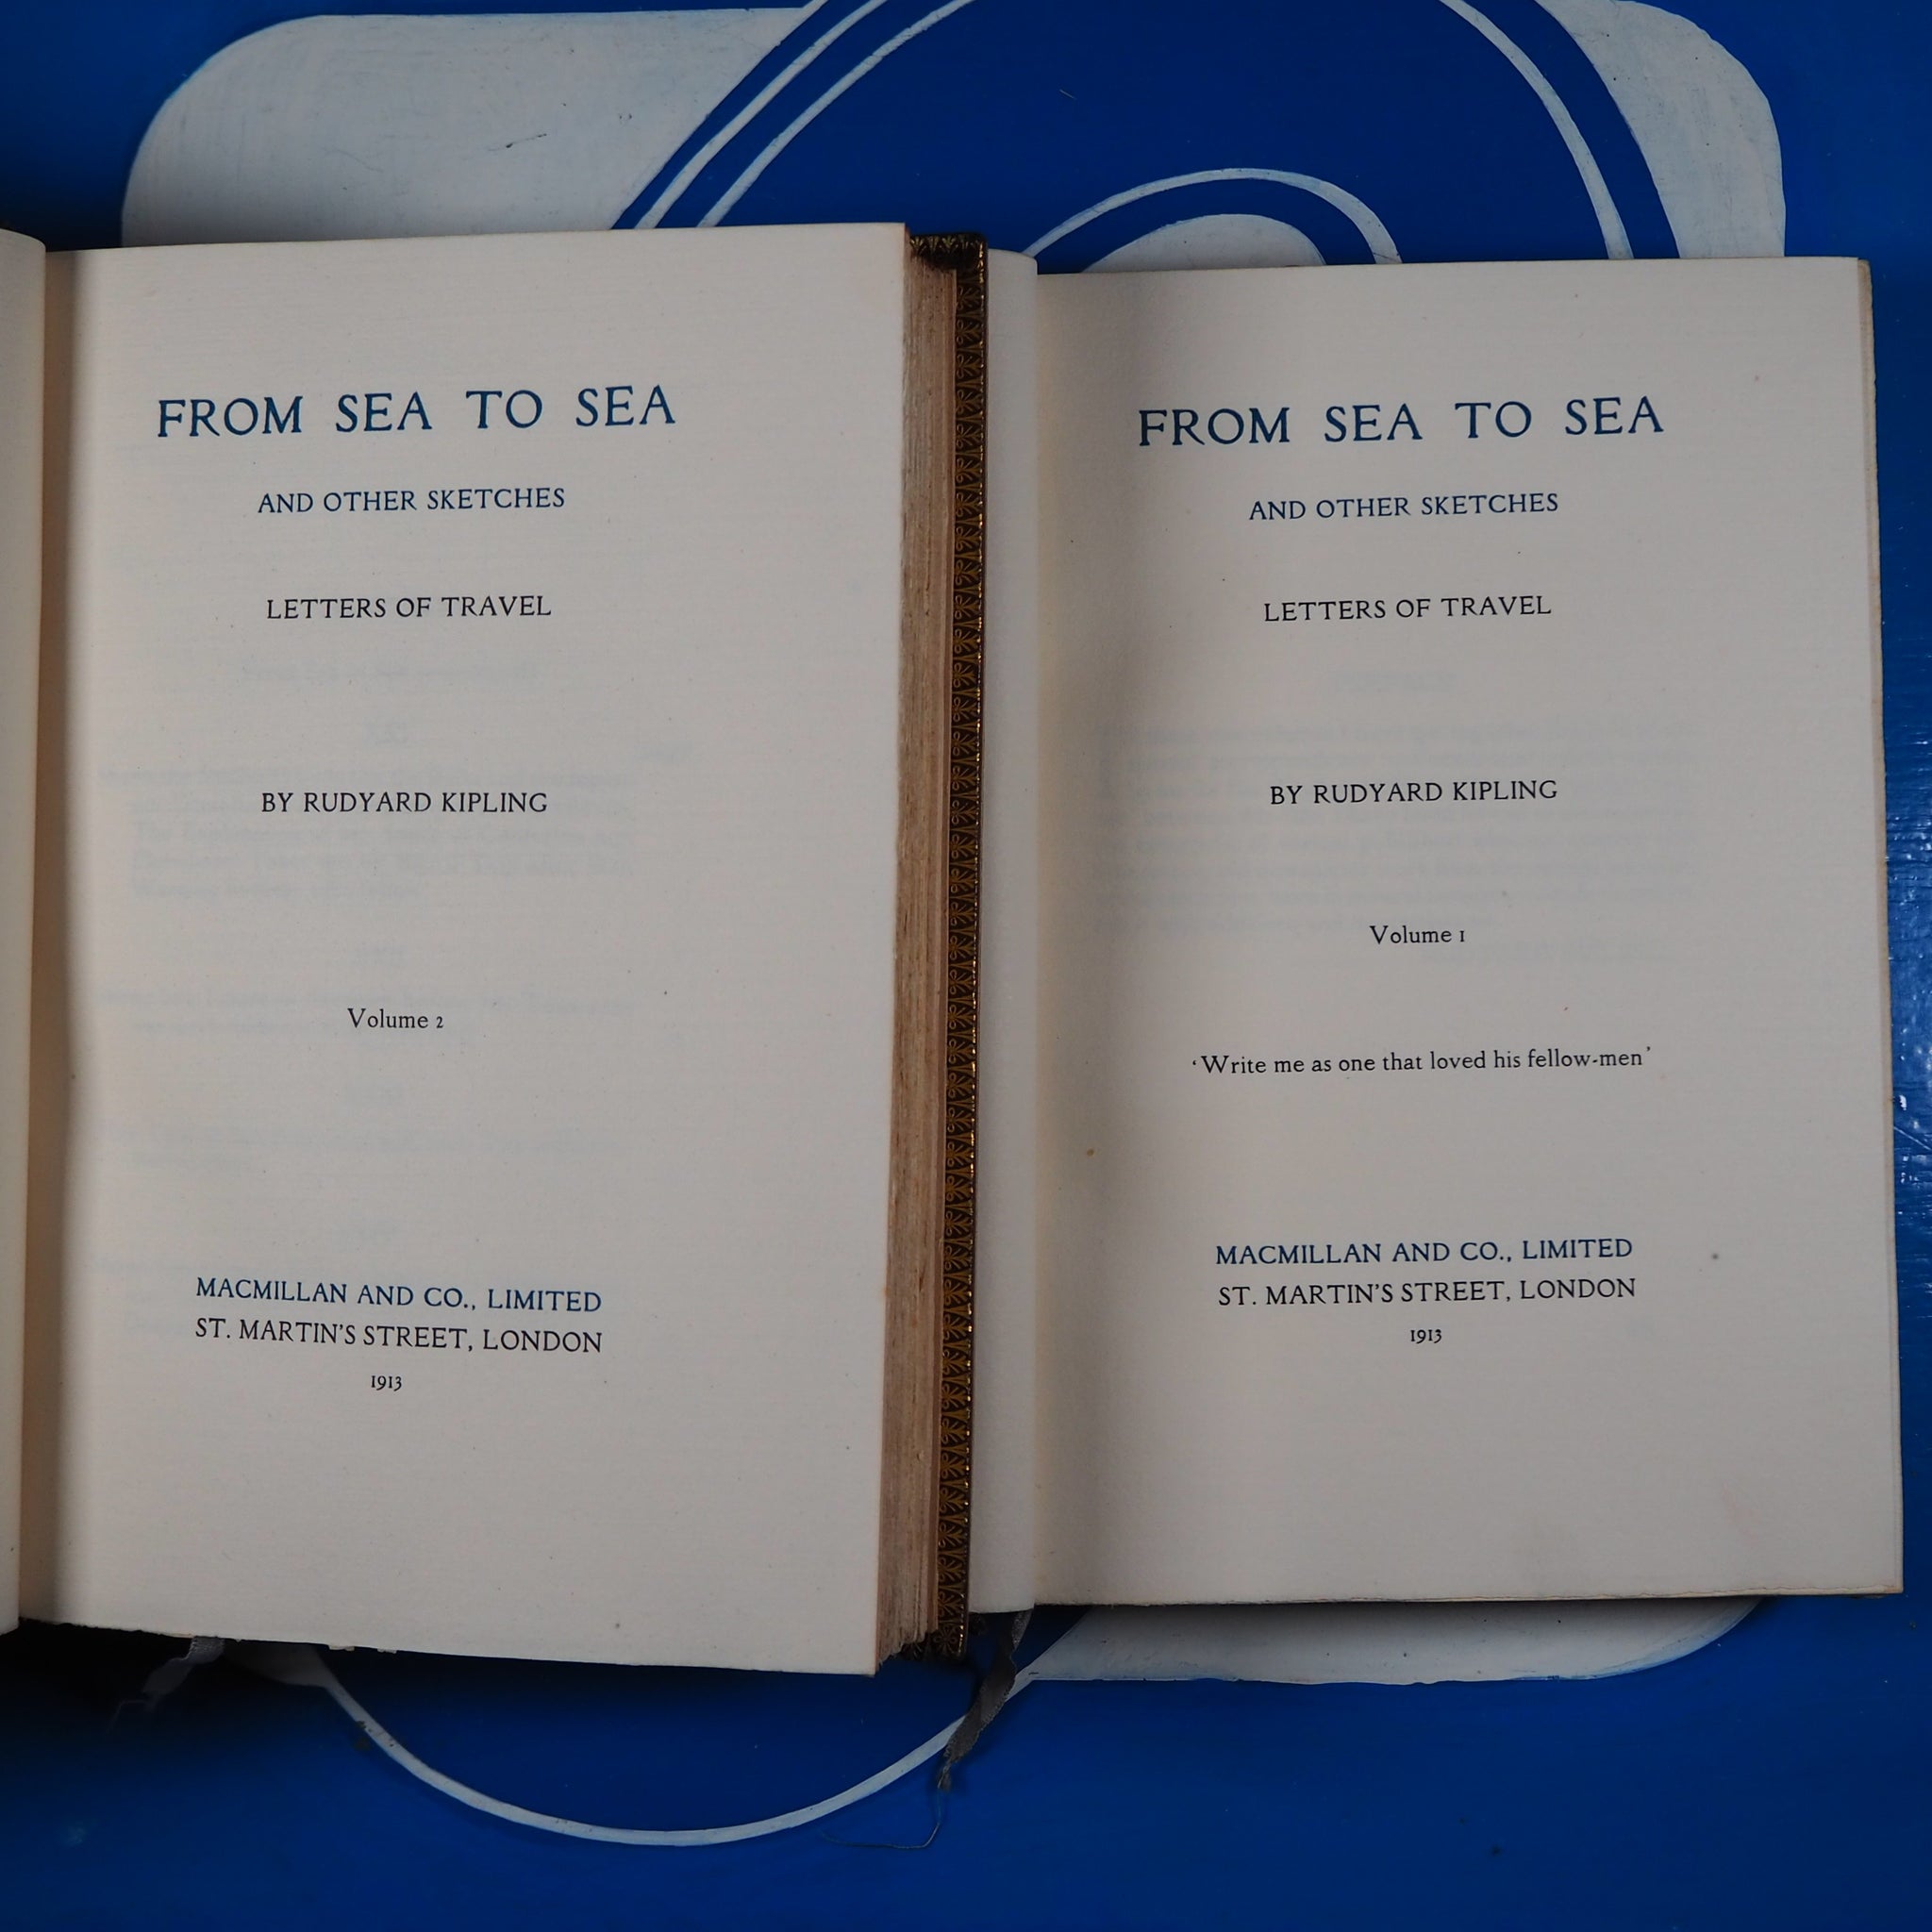 FROM SEA TO SEA
AND OTHER SKETCHES
LETTERS OF TRAVEL
BY RUDYARD KIPLING
Volume 2
MACMILLAN AND CO., LIMITED
ST. MARTIN'S STREET, LONDON
1913
FROM SEA TO SEA
AND OTHER SKETCHES
LETTERS OF TRAVEL
BY RUDYARD KIPLING
Volume 1
‘Write me as one that loved his fellow-men’
MACMILLAN AND CO., LIMITED
ST. MARTIN'S STREET, LONDON
1913